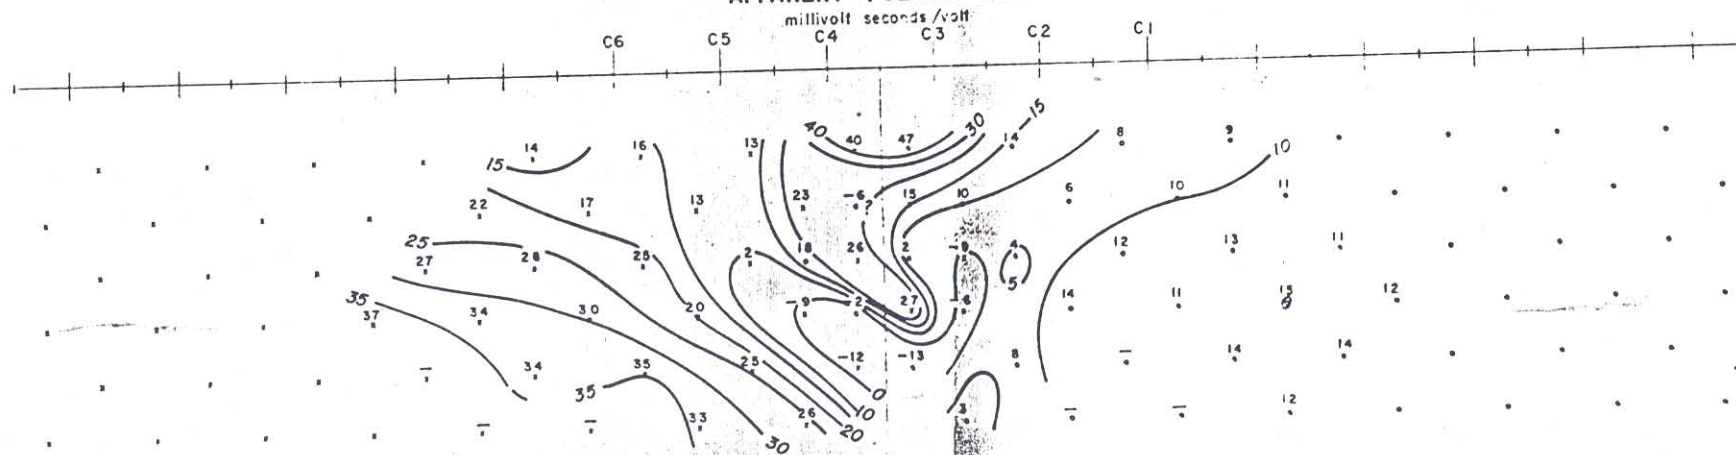 millivolt seconds/volt
C6 C5 C4 C3 C2 C1
40 30 -15
14 16 13 40 47 14 8 9
15 10
22 17 13 23 -6 15 10 6 10 11
?
25 27 28 25 2 18 26 2 -9 4 12 13 11
5
35 37 34 30 20 -9 -2 27 -6 14 11 15 12
34 35 25 -12 -13 8 14 14
35 33 26 0 3 12
10
20
30